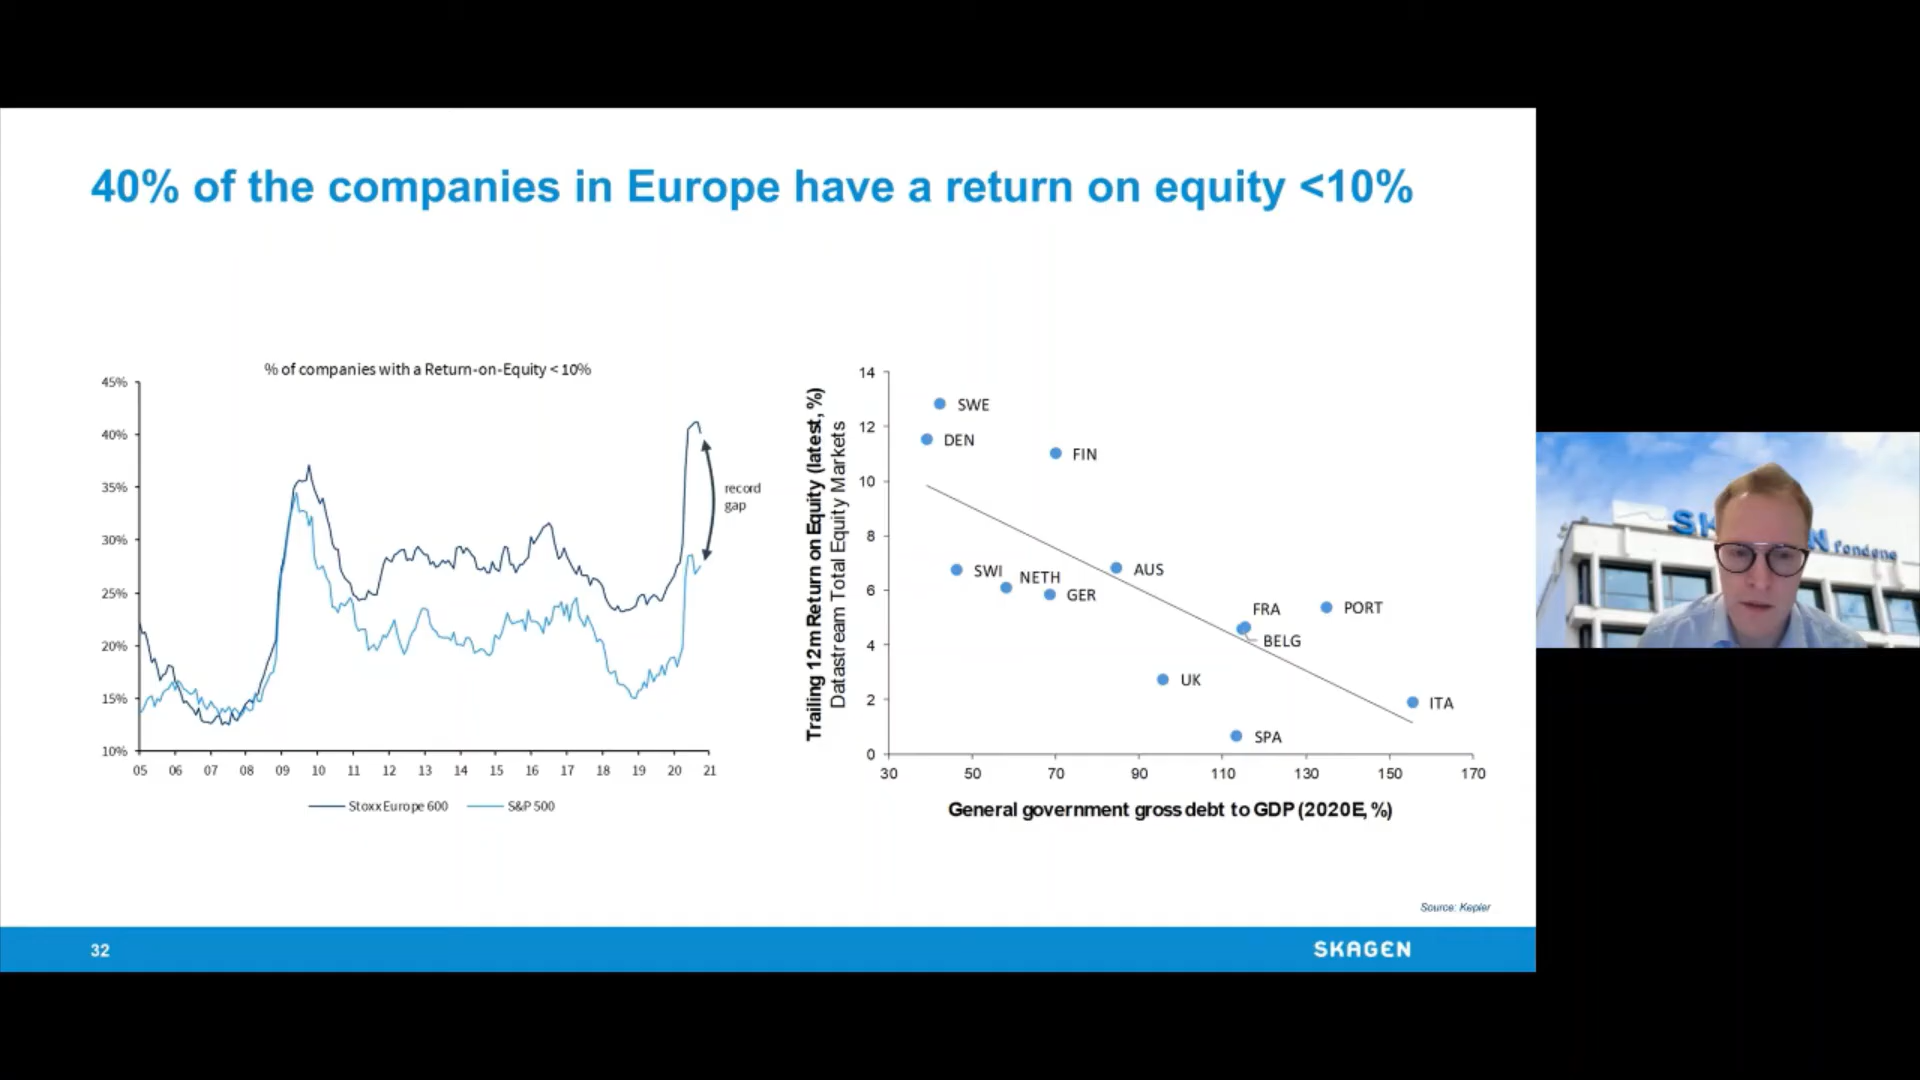 40% of the companies in Europe have a return on equity <10%
% of companies with a Return-on-Equity < 10%
45%
40%
35%
30%
25%
20%
15%
10%
05 06 07 08 09 10 11 12 13 14 15 16 17 18 19 20 21
record
gap
Stoxx Europe 600 S&P 500
Trailing 12m Return on Equity (latest, %)
Datastream Total Equity Markets
14
12
10
8
6
4
2
0
SWE
DEN
FIN
SWI
NETH
GER
AUS
FRA
BELG
PORT
UK
SPA
ITA
30 50 70 90 110 130 150 170
General government gross debt to GDP (2020E, %)
Source: Kepler
32
SKAGEN
fondene